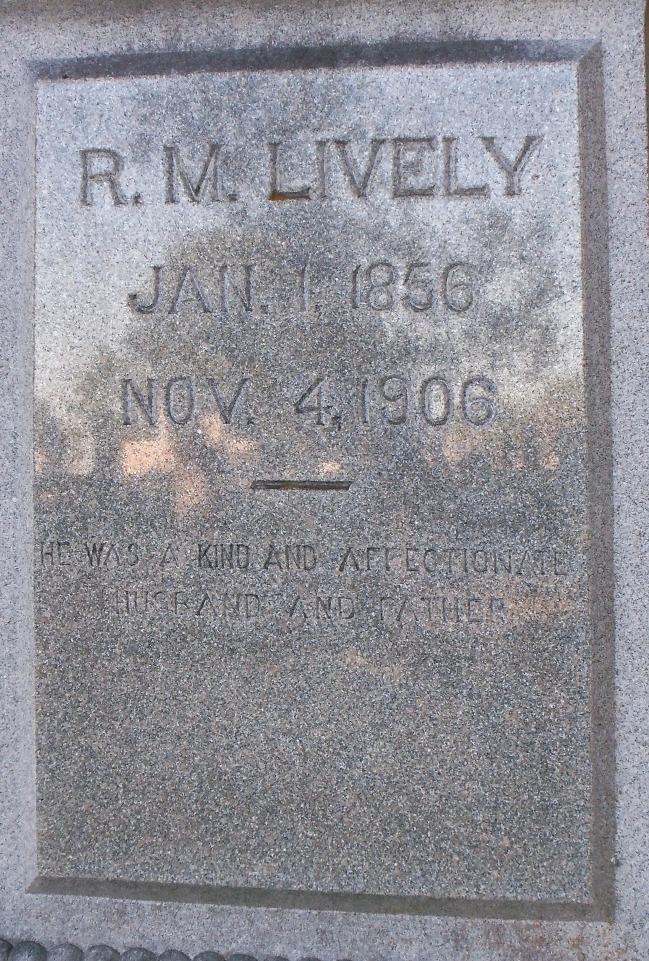 R. M. LIVELY
JAN. 1, 1856
NOV. 4, 1906
HE WAS A KIND AND AFFECTIONATE
HUSBAND AND FATHER